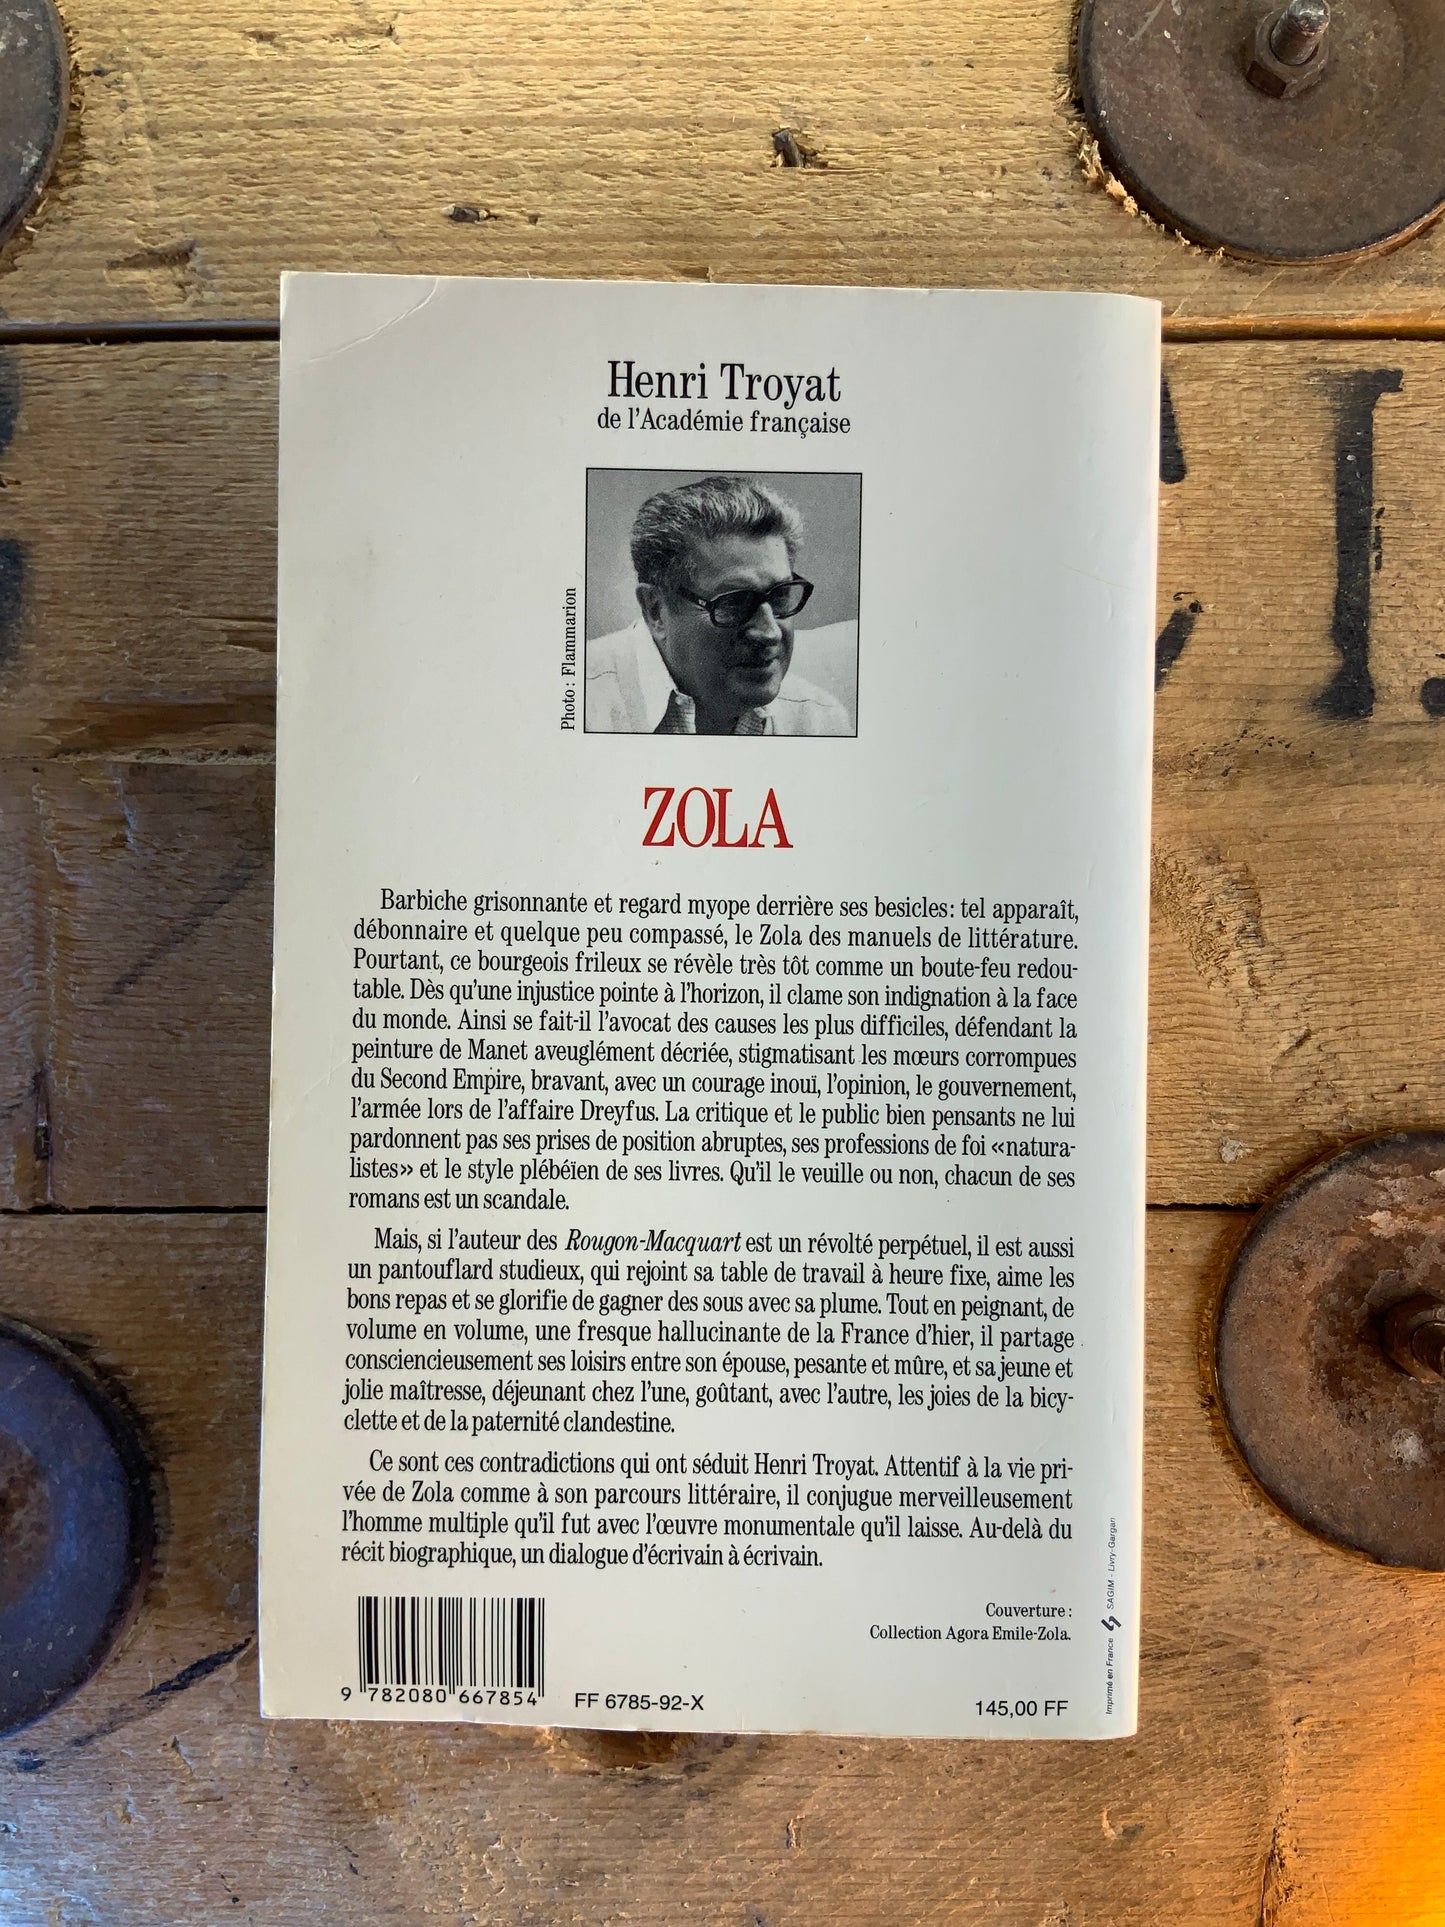 Henri Troyat
de l'Académie française
Photo : Flammarion
ZOLA
Barbiche grisonnante et regard myope derrière ses besicles: tel apparaît,
débonnaire et quelque peu compassé, le Zola des manuels de littérature.
Pourtant, ce bourgeois frileux se révèle très tôt comme un boute-feu redou-
table. Dès qu'une injustice pointe à l'horizon, il clame son indignation à la face
du monde. Ainsi se fait-il l'avocat des causes les plus difficiles, défendant la
peinture de Manet aveuglément décriée, stigmatisant les mœurs corrompues
du Second Empire, bravant, avec un courage inouï, l'opinion, le gouvernement,
l'armée lors de l'affaire Dreyfus. La critique et le public bien pensants ne lui
pardonnent pas ses prises de position abruptes, ses professions de foi «natura-
listes» et le style plébéïen de ses livres. Qu'il le veuille ou non, chacun de ses
romans est un scandale.
Mais, si l'auteur des Rougon-Macquart est un révolté perpétuel, il est aussi
un pantouflard studieux, qui rejoint sa table de travail à heure fixe, aime les
bons repas et se glorifie de gagner des sous avec sa plume. Tout en peignant, de
volume en volume, une fresque hallucinante de la France d'hier, il partage
consciencieusement ses loisirs entre son épouse, pesante et mûre, et sa jeune et
jolie maîtresse, déjeunant chez l'une, goûtant, avec l'autre, les joies de la bicy-
clette et de la paternité clandestine.
Ce sont ces contradictions qui ont séduit Henri Troyat. Attentif à la vie pri-
vée de Zola comme à son parcours littéraire, il conjugue merveilleusement
l'homme multiple qu'il fut avec l'œuvre monumentale qu'il laisse. Au-delà du
récit biographique, un dialogue d'écrivain à écrivain.
Couverture :
Collection Agora Emile-Zola.
9 782080 667854
FF 6785-92-X
145,00 FF
Imprimé en France SAGIM - Livry-Gargan